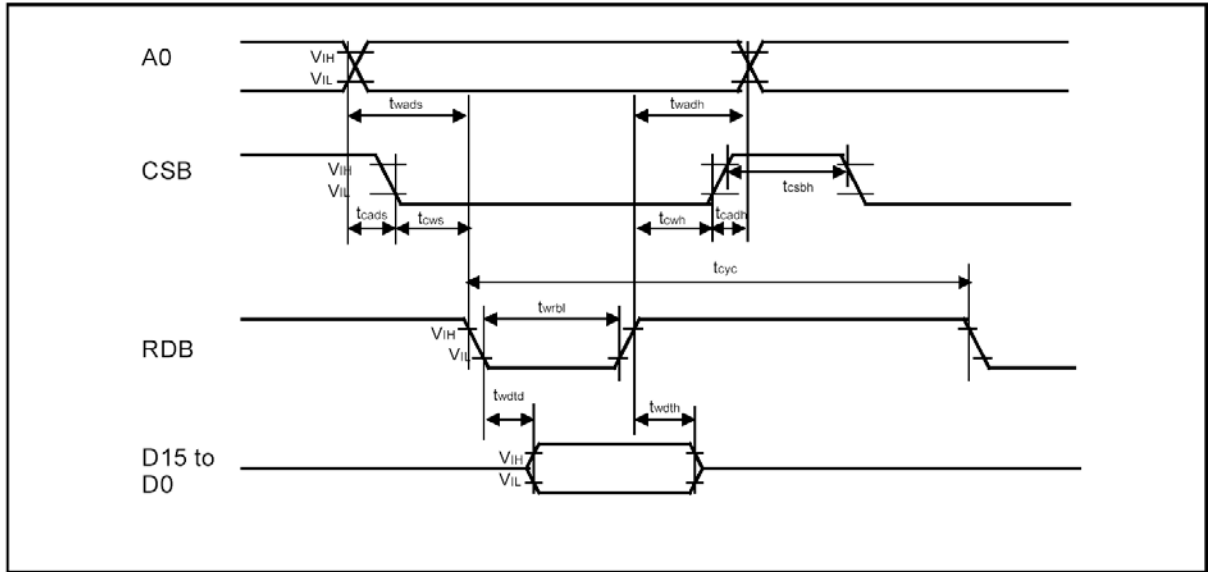 A0
VIH
VIL
twads
twadh
CSB
VIH
VIL
tcsbh
tcads
tcws
tcwh
tcadh
tcyc
twrbl
RDB
VIH
VIL
twdtd
twdth
D15 to
D0
VIH
VIL